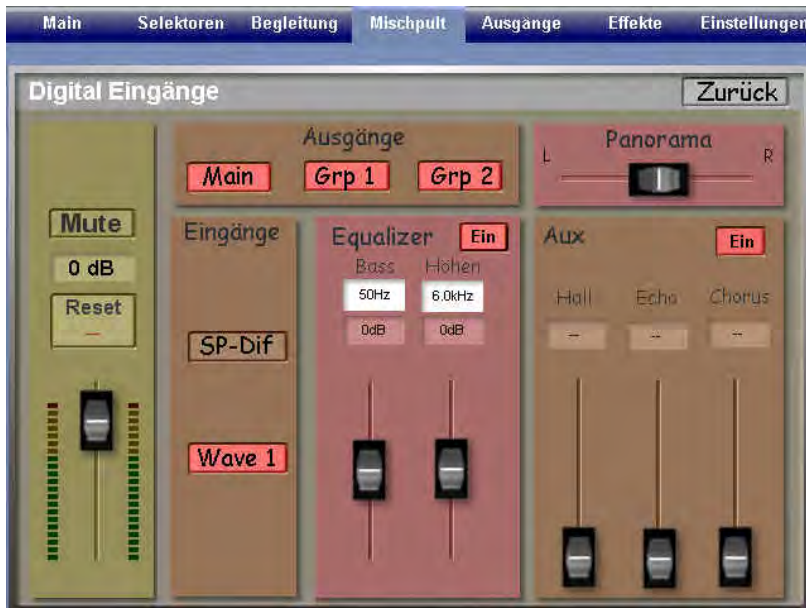 Main Selektoren Begleitung Mischpult Ausgänge Effekte Einstellungen
Digital Eingänge Zurück
Ausgänge
Main Grp 1 Grp 2
Panorama
L R
Mute
0 dB
Reset
--
Eingänge
SP-Dif
Wave 1
Equalizer Ein
Bass Höhen
50Hz 6.0kHz
0dB 0dB
Aux Ein
Hall Echo Chorus
-- -- --